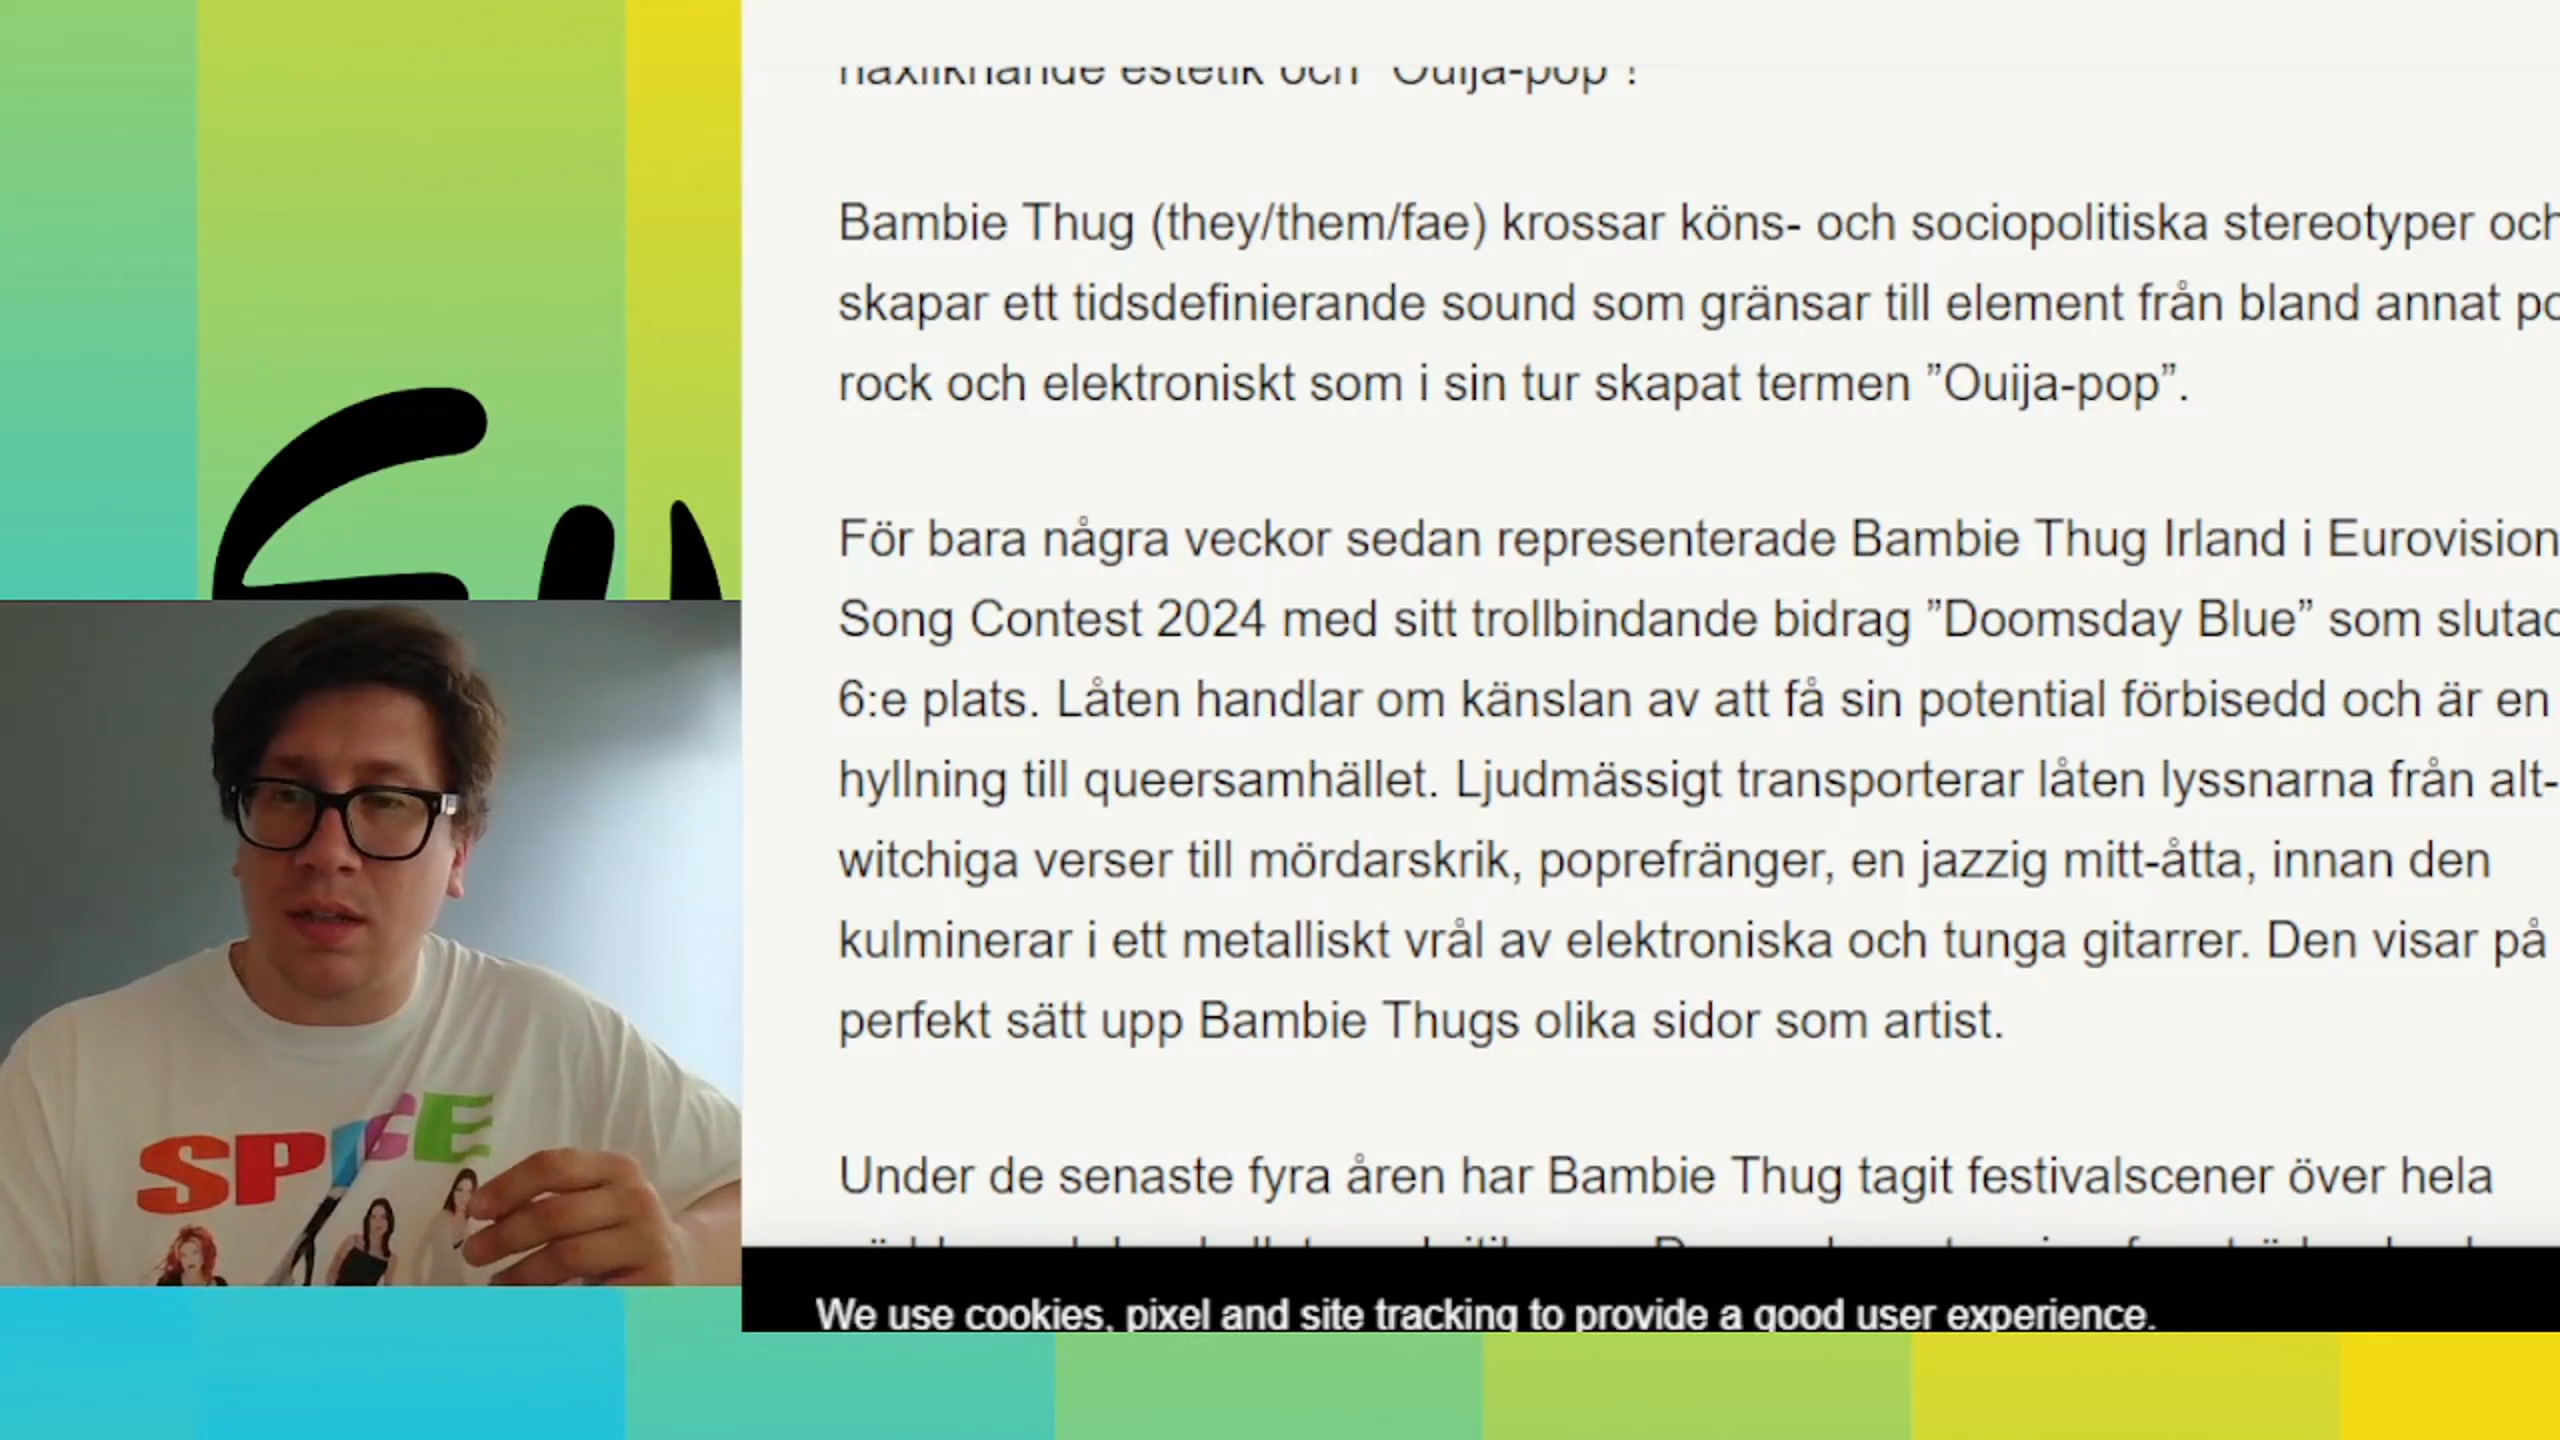 häxliknande estetik och "Ouija-pop"!
Bambie Thug (they/them/fae) krossar köns- och sociopolitiska stereotyper och
skapar ett tidsdefinierande sound som gränsar till element från bland annat
rock och elektroniskt som i sin tur skapat termen ”Ouija-pop”.
För bara några veckor sedan representerade Bambie Thug Irland i Eurovision
Song Contest 2024 med sitt trollbindande bidrag ”Doomsday Blue” som
6:e plats. Låten handlar om känslan av att få sin potential förbisedd och är en
hyllning till queersamhället. Ljudmässigt transporterar låten lyssnarna från alt-
witchiga verser till mördarskrik, poprefränger, en jazzig mitt-åtta, innan den
kulminerar i ett metalliskt vrål av elektroniska och tunga gitarrer. Den visar på
perfekt sätt upp Bambie Thugs olika sidor som artist.
Under de senaste fyra åren har Bambie Thug tagit festivalscener över hela
We use cookies, pixel and site tracking to provide a good user experience.
SPICE